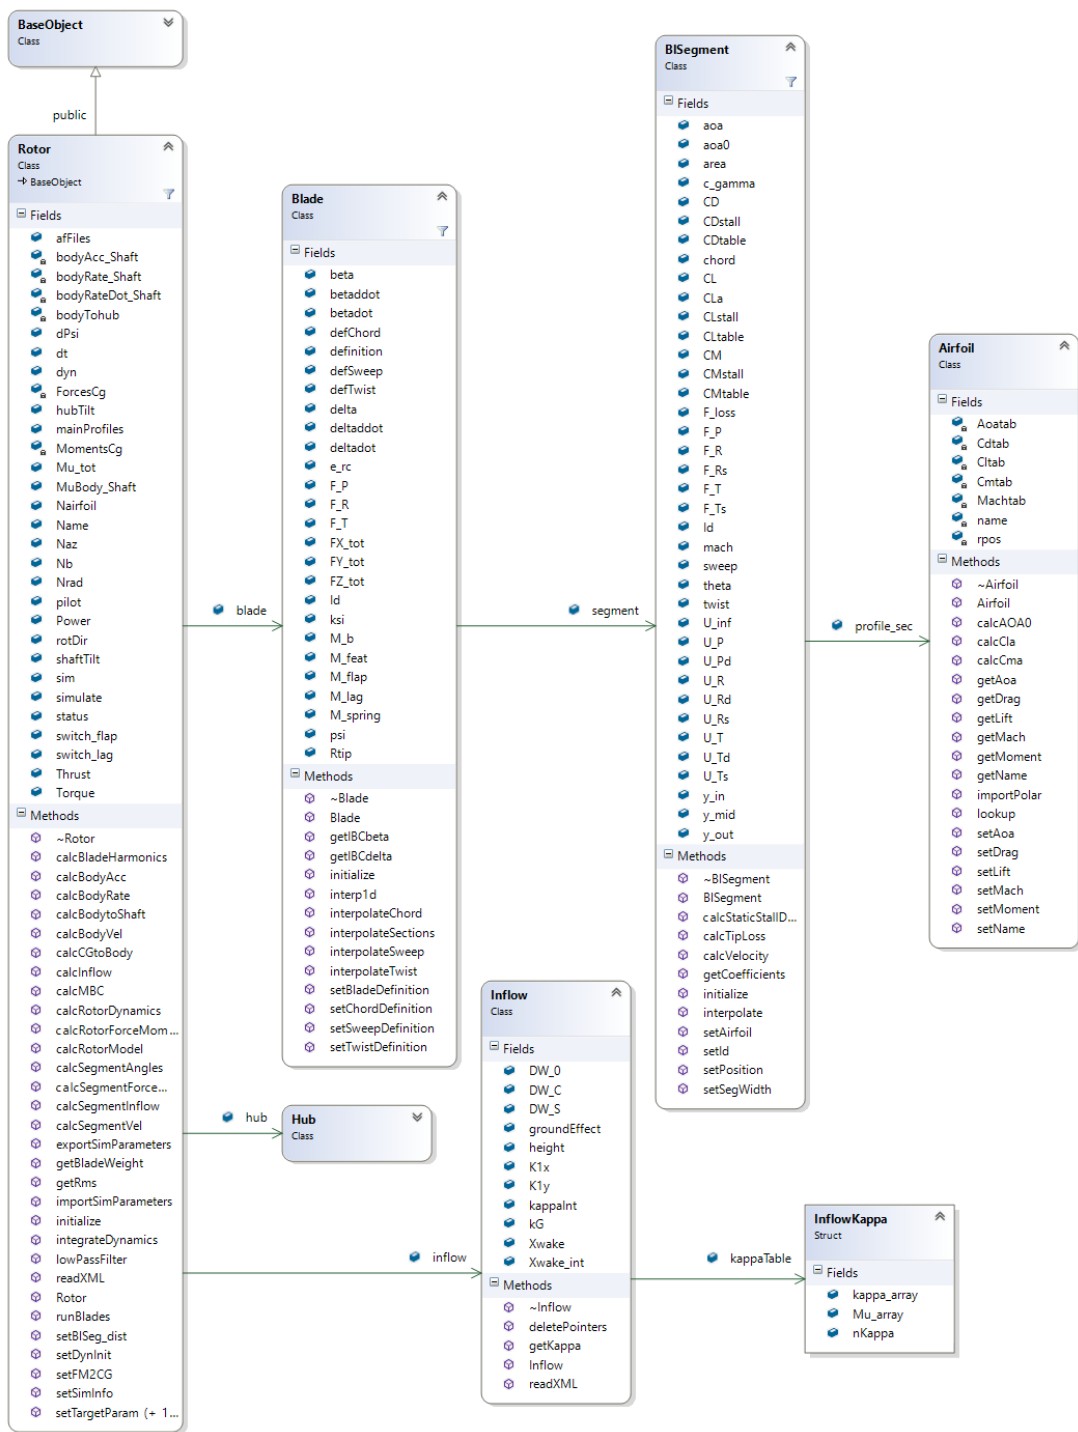 BaseObject
Class
public
Rotor
Class
BaseObject
Fields
afFiles
bodyAcc_Shaft
bodyRate_Shaft
bodyRateDot_Shaft
bodyTohub
dPsi
dt
dyn
ForcesCg
hubTilt
mainProfiles
MomentsCg
Mu_tot
MuBody_Shaft
Nairfoil
Name
Naz
Nb
Nrad
pilot
Power
rotDir
shaftTilt
sim
simulate
status
switch_flap
switch_lag
Thrust
Torque
Methods
~Rotor
calcBladeHarmonics
calcBodyAcc
calcBodyRate
calcBodytoShaft
calcBodyVel
calcCGtoBody
calcInflow
calcMBC
calcRotorDynamics
calcRotorForceMom...
calcRotorModel
calcSegmentAngles
calcSegmentForce...
calcSegmentInflow
calcSegmentVel
exportSimParameters
getBladeWeight
getRms
importSimParameters
initialize
integrateDynamics
lowPassFilter
readXML
Rotor
runBlades
setBlSeg_dist
setDynInit
setFM2CG
setSimInfo
setTargetParam (+ 1...
blade
hub
inflow
Blade
Class
Fields
beta
betaddot
betadot
defChord
definition
defSweep
defTwist
delta
deltaddot
deltadot
e_rc
F_P
F_R
F_T
FX_tot
FY_tot
FZ_tot
Id
ksi
M_b
M_feat
M_flap
M_lag
M_spring
psi
Rtip
Methods
~Blade
Blade
getIBCbeta
getIBCdelta
initialize
interp1d
interpolateChord
interpolateSections
interpolateSweep
interpolateTwist
setBladeDefinition
setChordDefinition
setSweepDefinition
setTwistDefinition
Hub
Class
segment
Inflow
Class
Fields
DW_0
DW_C
DW_S
groundEffect
height
K1x
K1y
kappaInt
kG
Xwake
Xwake_int
Methods
~Inflow
deletePointers
getKappa
Inflow
readXML
BlSegment
Class
Fields
aoa
aoa0
area
c_gamma
CD
CDstall
CDtable
chord
CL
CLa
CLstall
CLtable
CM
CMstall
CMtable
F_loss
F_P
F_R
F_Rs
F_T
F_Ts
Id
mach
sweep
theta
twist
U_inf
U_P
U_Pd
U_R
U_Rd
U_Rs
U_T
U_Td
U_Ts
y_in
y_mid
y_out
Methods
~BlSegment
BlSegment
calcStaticStallD...
calcTipLoss
calcVelocity
getCoefficients
initialize
interpolate
setAirfoil
setId
setPosition
setSegWidth
profile_sec
kappaTable
Airfoil
Class
Fields
Aoatab
Cdtab
Cltab
Cmtab
Machtab
name
rpos
Methods
~Airfoil
Airfoil
calcAOA0
calcCla
calcCma
getAoa
getDrag
getLift
getMach
getMoment
getName
importPolar
lookup
setAoa
setDrag
setLift
setMach
setMoment
setName
InflowKappa
Struct
Fields
kappa_array
Mu_array
nKappa